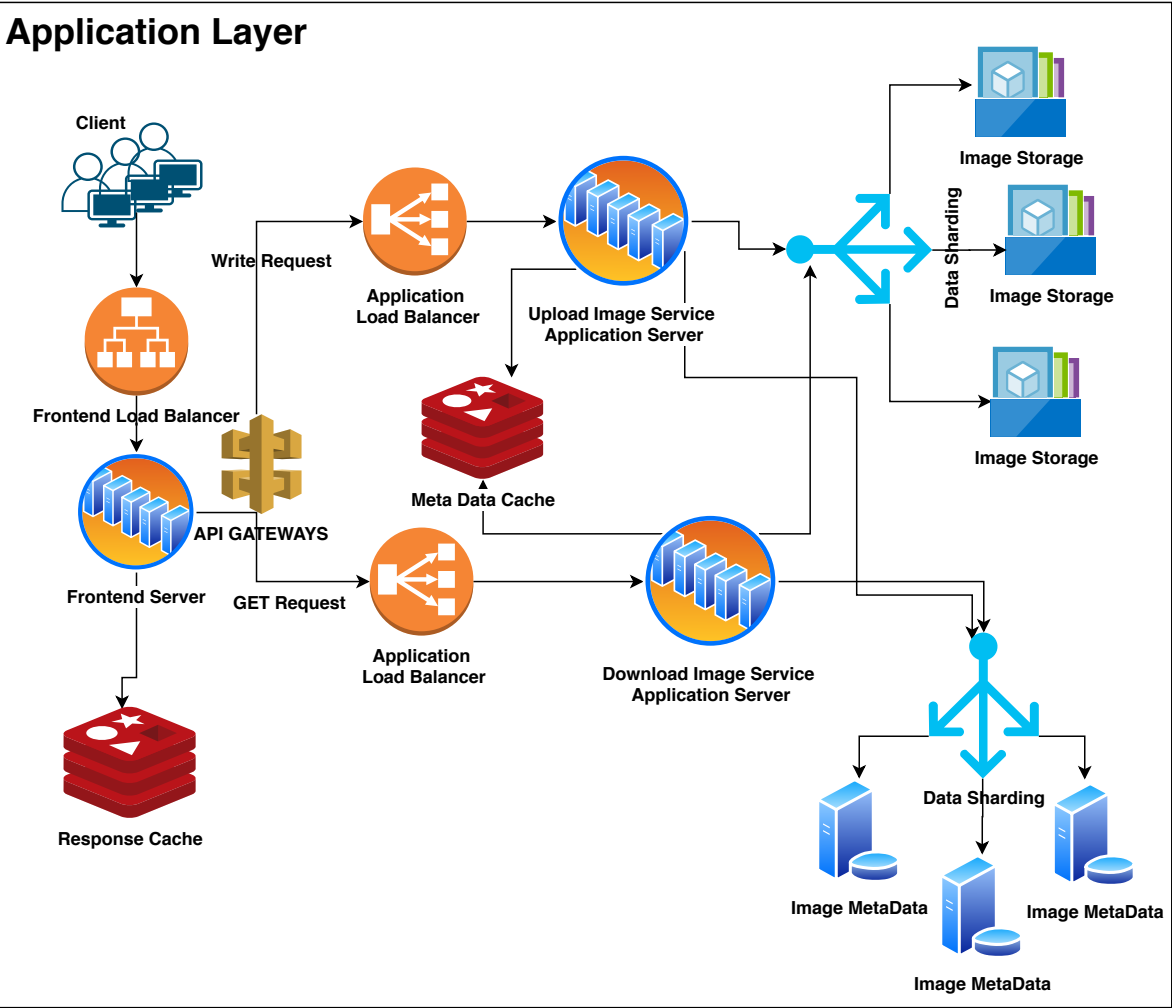 Application Layer
Client
Write Request
Application
Load Balancer
Upload Image Service
Application Server
Data Sharding
Image Storage
Image Storage
Image Storage
Frontend Load Balancer
API GATEWAYS
Meta Data Cache
Frontend Server
GET Request
Application
Load Balancer
Download Image Service
Application Server
Response Cache
Data Sharding
Image MetaData
Image MetaData
Image MetaData